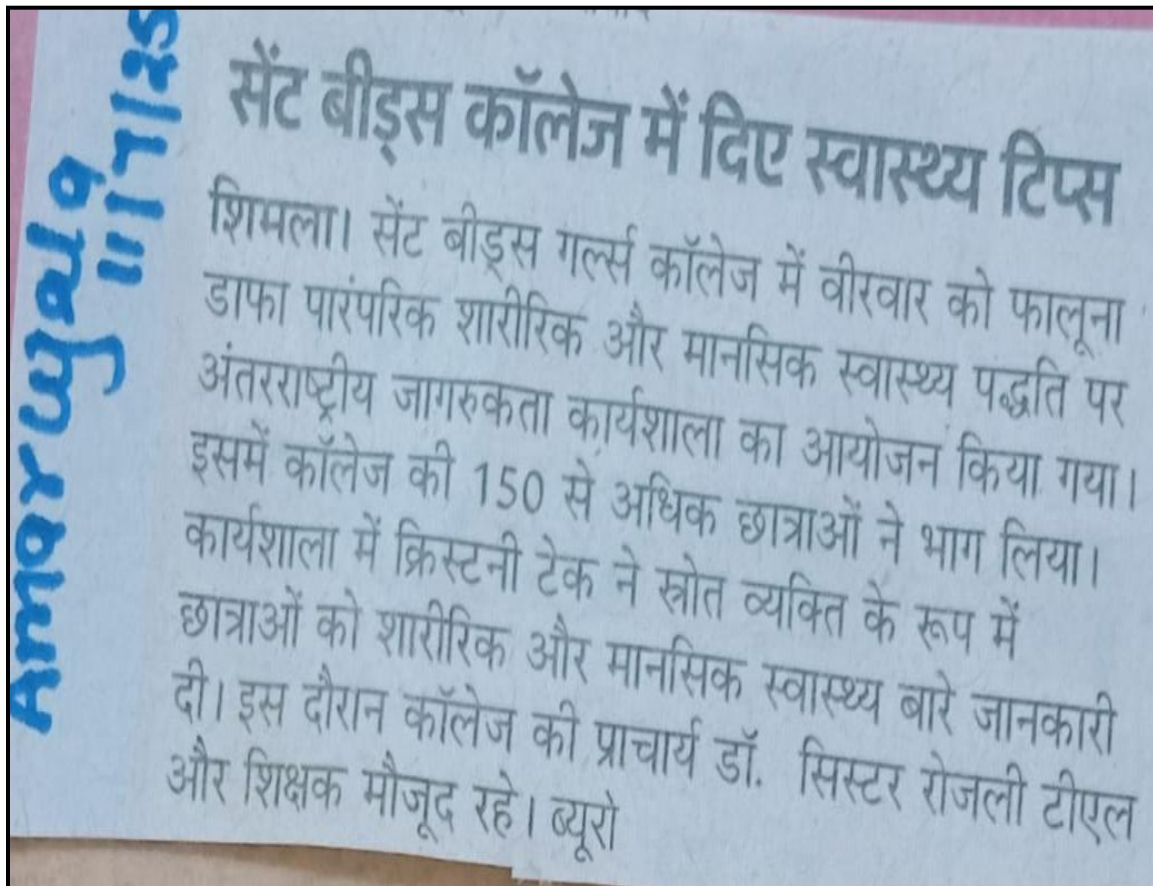 Amar Ujala
11/7/25
सेंट बीड्स कॉलेज में दिए स्वास्थ्य टिप्स
शिमला। सेंट बीड्स गर्ल्स कॉलेज में वीरवार को फालूना
डाफा पारंपरिक शारीरिक और मानसिक स्वास्थ्य पद्धति पर
अंतरराष्ट्रीय जागरुकता कार्यशाला का आयोजन किया गया।
इसमें कॉलेज की 150 से अधिक छात्राओं ने भाग लिया।
कार्यशाला में क्रिस्टनी टेक ने स्त्रोत व्यक्ति के रूप में
छात्राओं को शारीरिक और मानसिक स्वास्थ्य बारे जानकारी
दी। इस दौरान कॉलेज की प्राचार्य डॉ. सिस्टर रोजली टीएल
और शिक्षक मौजूद रहे। ब्यूरो